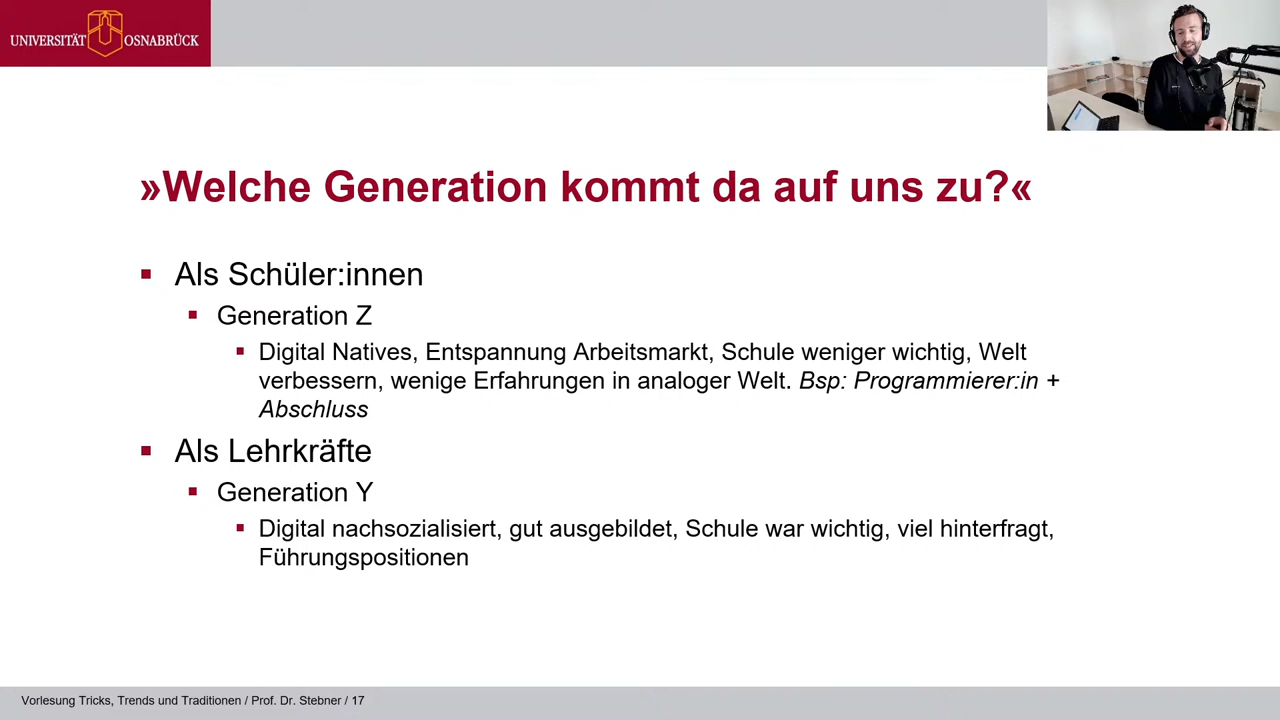 UNIVERSITÄT OSNABRÜCK
»Welche Generation kommt da auf uns zu?«
Als Schüler:innen
Generation Z
Digital Natives, Entspannung Arbeitsmarkt, Schule weniger wichtig, Welt
verbessern, wenige Erfahrungen in analoger Welt. Bsp: Programmierer:in +
Abschluss
Als Lehrkräfte
Generation Y
Digital nachsozialisiert, gut ausgebildet, Schule war wichtig, viel hinterfragt,
Führungspositionen
Vorlesung Tricks, Trends und Traditionen / Prof. Dr. Stebner / 17